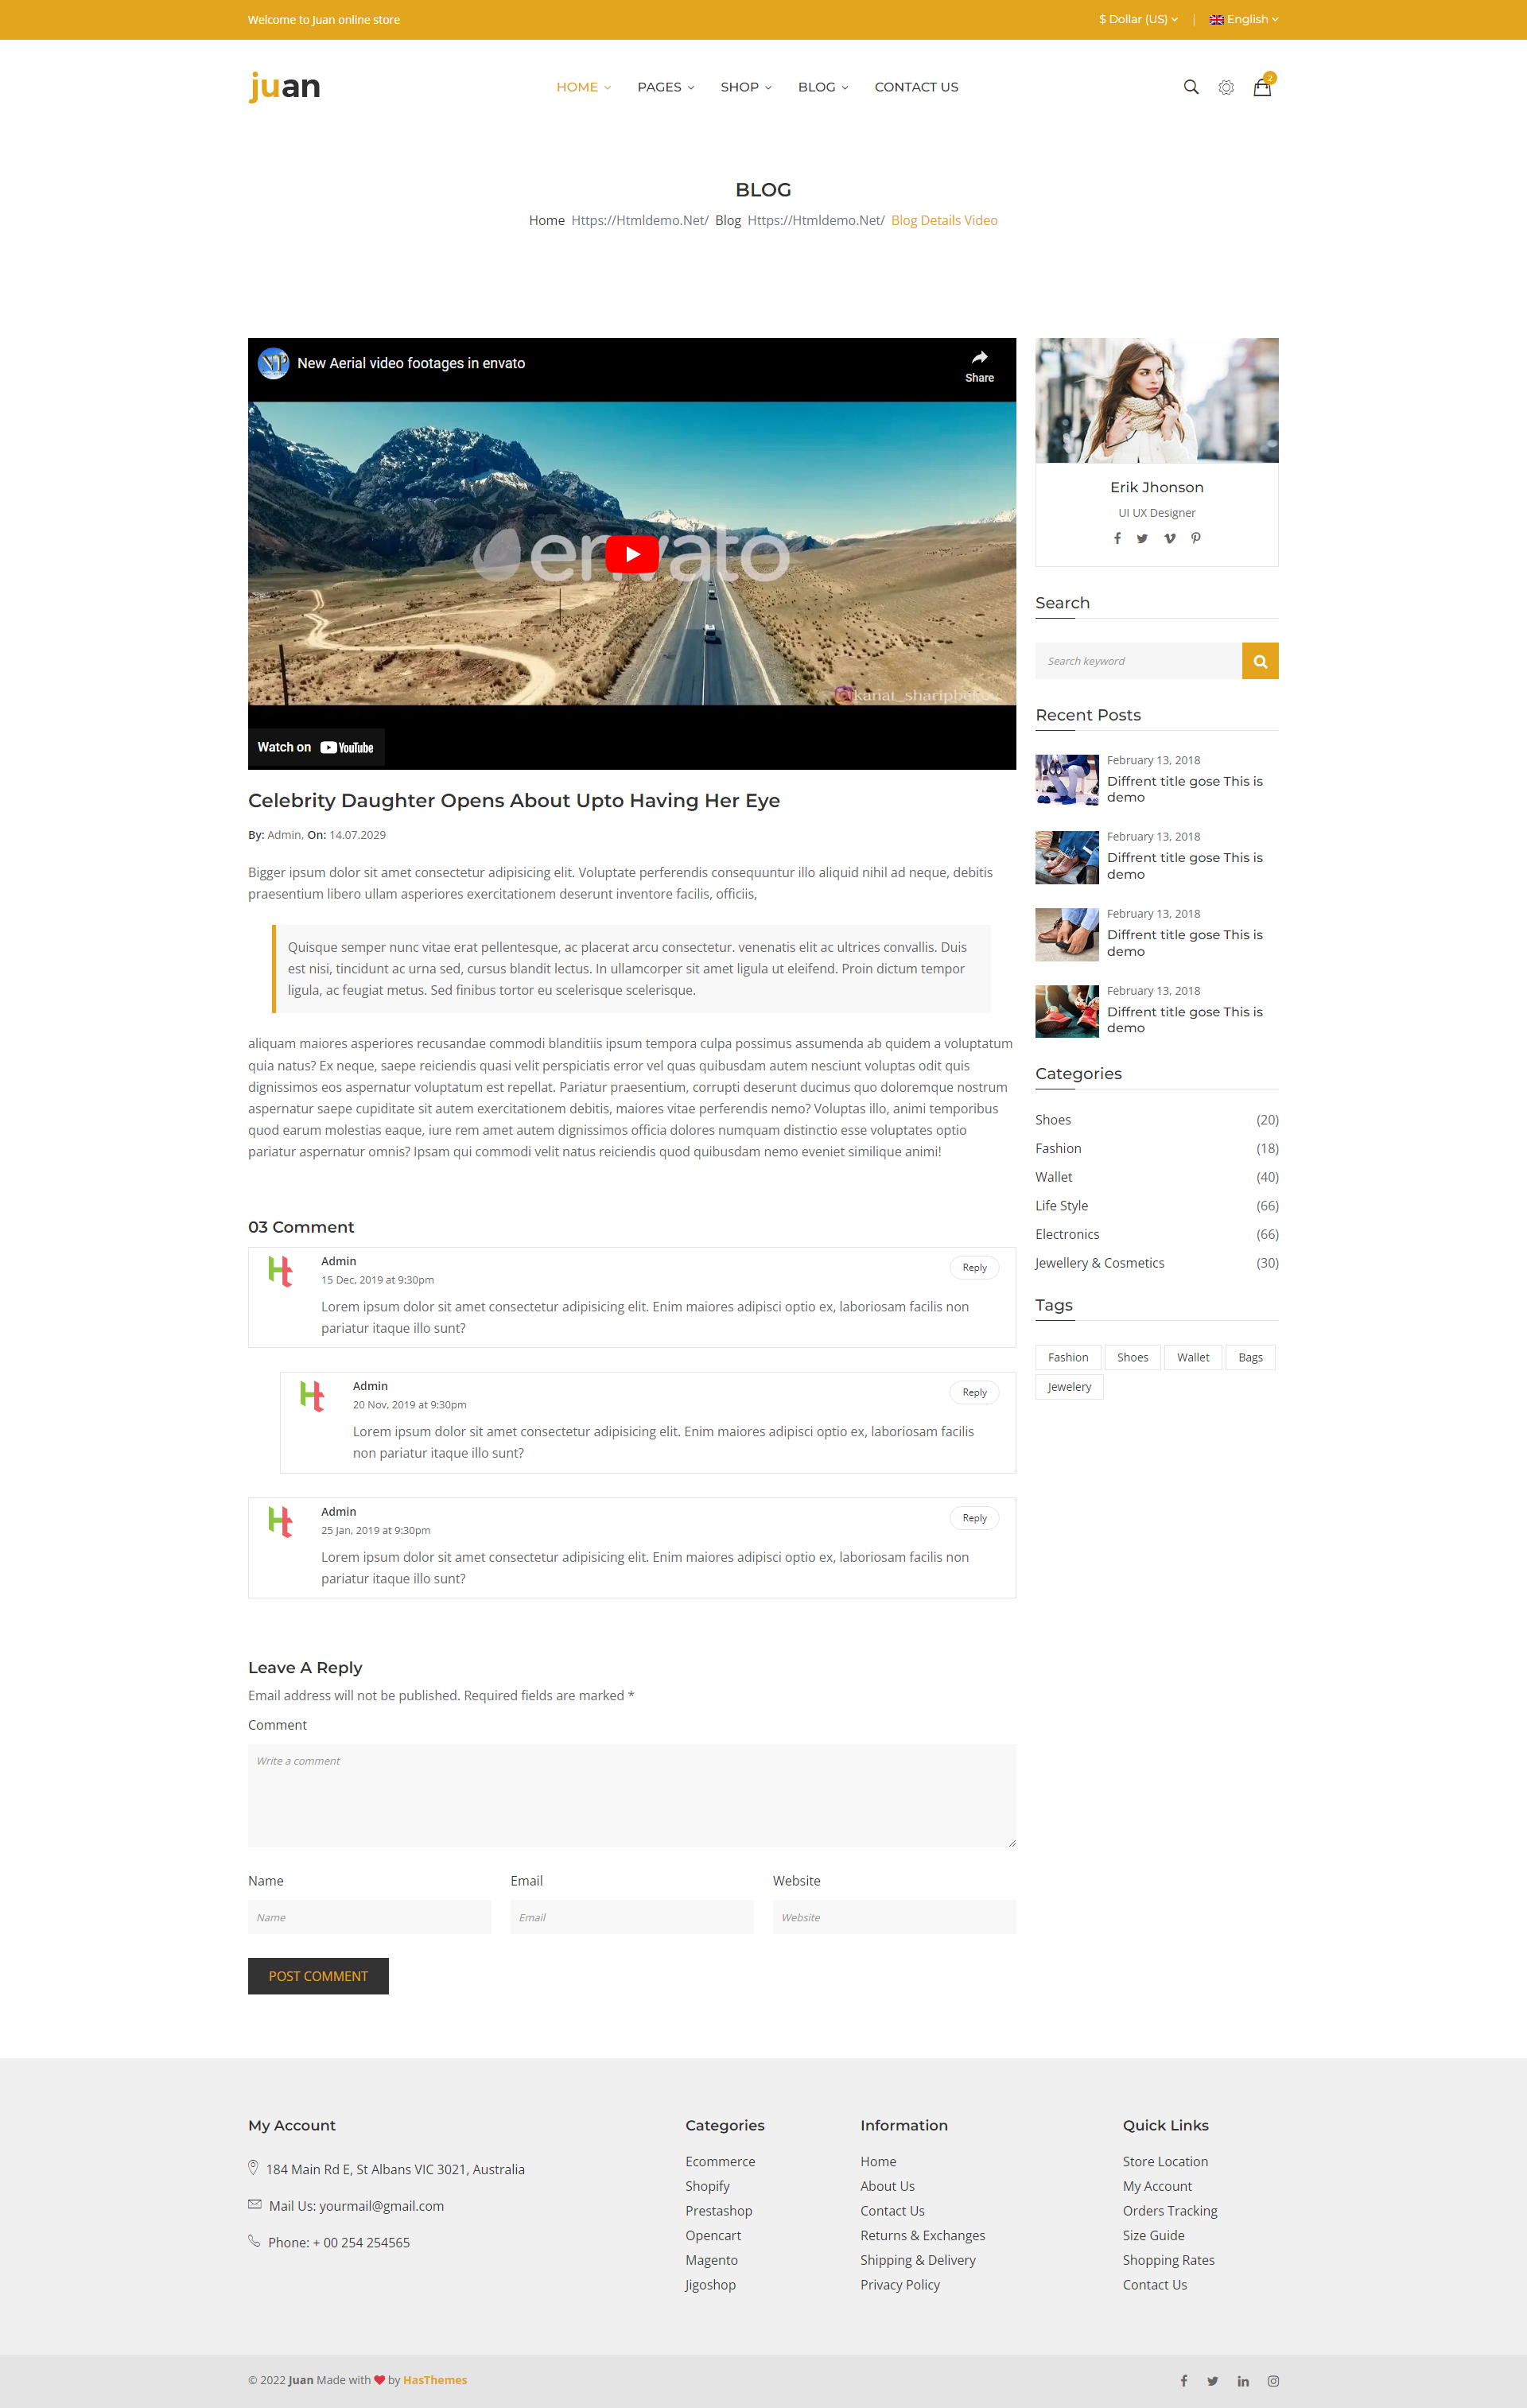 Welcome to Juan online store
$ Dollar (US)
English
juan
HOME
PAGES
SHOP
BLOG
CONTACT US
2
BLOG
Home Https://Htmldemo.Net/ Blog Https://Htmldemo.Net/ Blog Details Video
New Aerial video footages in envato
Share
envato
Watch on YouTube
Celebrity Daughter Opens About Upto Having Her Eye
By: Admin, On: 14.07.2029
Bigger ipsum dolor sit amet consectetur adipisicing elit. Voluptate perferendis consequuntur illo aliquid nihil ad neque, debitis
praesentium libero ullam asperiores exercitationem deserunt inventore facilis, officiis,
Quisque semper nunc vitae erat pellentesque, ac placerat arcu consectetur. venenatis elit ac ultrices convallis. Duis
est nisi, tincidunt ac urna sed, cursus blandit lectus. In ullamcorper sit amet ligula ut eleifend. Proin dictum tempor
ligula, ac feugiat metus. Sed finibus tortor eu scelerisque scelerisque.
aliquam maiores asperiores recusandae commodi blanditiis ipsum tempora culpa possimus assumenda ab quidem a voluptatum
quia natus? Ex neque, saepe reiciendis quasi velit perspiciatis error vel quas quibusdam autem nesciunt voluptas odit quis
dignissimos eos aspernatur voluptatum est repellat. Pariatur praesentium, corrupti deserunt ducimus quo doloremque nostrum
aspernatur saepe cupiditate sit autem exercitationem debitis, maiores vitae perferendis nemo? Voluptas illo, animi temporibus
quod earum molestias eaque, iure rem amet autem dignissimos officia dolores numquam distinctio esse voluptates optio
pariatur aspernatur omnis? Ipsam qui commodi velit natus reiciendis quod quibusdam nemo eveniet similique animi!
03 Comment
Admin
Reply
15 Dec, 2019 at 9:30pm
Lorem ipsum dolor sit amet consectetur adipisicing elit. Enim maiores adipisci optio ex, laboriosam facilis non
pariatur itaque illo sunt?
Admin
Reply
20 Nov, 2019 at 9:30pm
Lorem ipsum dolor sit amet consectetur adipisicing elit. Enim maiores adipisci optio ex, laboriosam facilis
non pariatur itaque illo sunt?
Admin
Reply
25 Jan, 2019 at 9:30pm
Lorem ipsum dolor sit amet consectetur adipisicing elit. Enim maiores adipisci optio ex, laboriosam facilis non
pariatur itaque illo sunt?
Leave A Reply
Email address will not be published. Required fields are marked *
Comment
Write a comment
Name
Email
Website
Name
Email
Website
POST COMMENT
Erik Jhonson
UI UX Designer
Search
Search keyword
Recent Posts
February 13, 2018
Diffrent title gose This is
demo
February 13, 2018
Diffrent title gose This is
demo
February 13, 2018
Diffrent title gose This is
demo
February 13, 2018
Diffrent title gose This is
demo
Categories
Shoes (20)
Fashion (18)
Wallet (40)
Life Style (66)
Electronics (66)
Jewellery & Cosmetics (30)
Tags
Fashion
Shoes
Wallet
Bags
Jewelery
My Account
184 Main Rd E, St Albans VIC 3021, Australia
Mail Us: yourmail@gmail.com
Phone: + 00 254 254565
Categories
Ecommerce
Shopify
Prestashop
Opencart
Magento
Jigoshop
Information
Home
About Us
Contact Us
Returns & Exchanges
Shipping & Delivery
Privacy Policy
Quick Links
Store Location
My Account
Orders Tracking
Size Guide
Shopping Rates
Contact Us
© 2022 Juan Made with ❤ by HasThemes